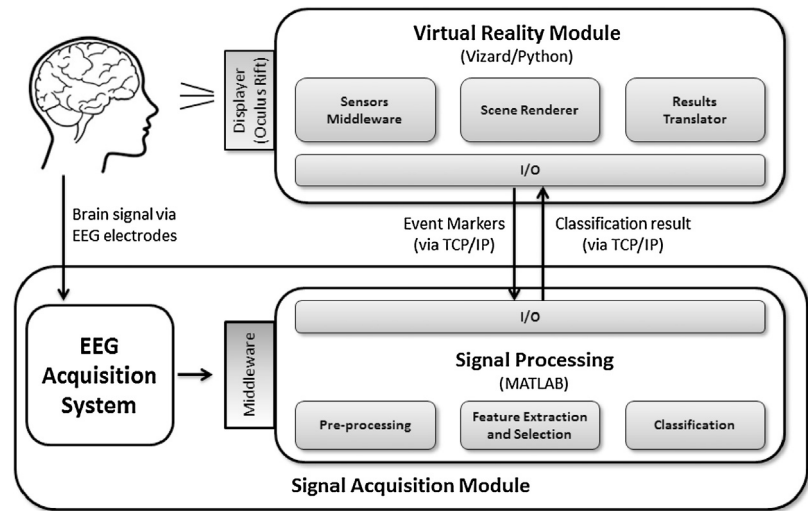 Virtual Reality Module
(Vizard/Python)
Displayer
(Oculus Rift)
Sensors
Middleware
Scene Renderer
Results
Translator
I/O
Brain signal via
EEG electrodes
Event Markers
(via TCP/IP)
Classification result
(via TCP/IP)
I/O
EEG
Acquisition
System
Middleware
Signal Processing
(MATLAB)
Pre-processing
Feature Extraction
and Selection
Classification
Signal Acquisition Module